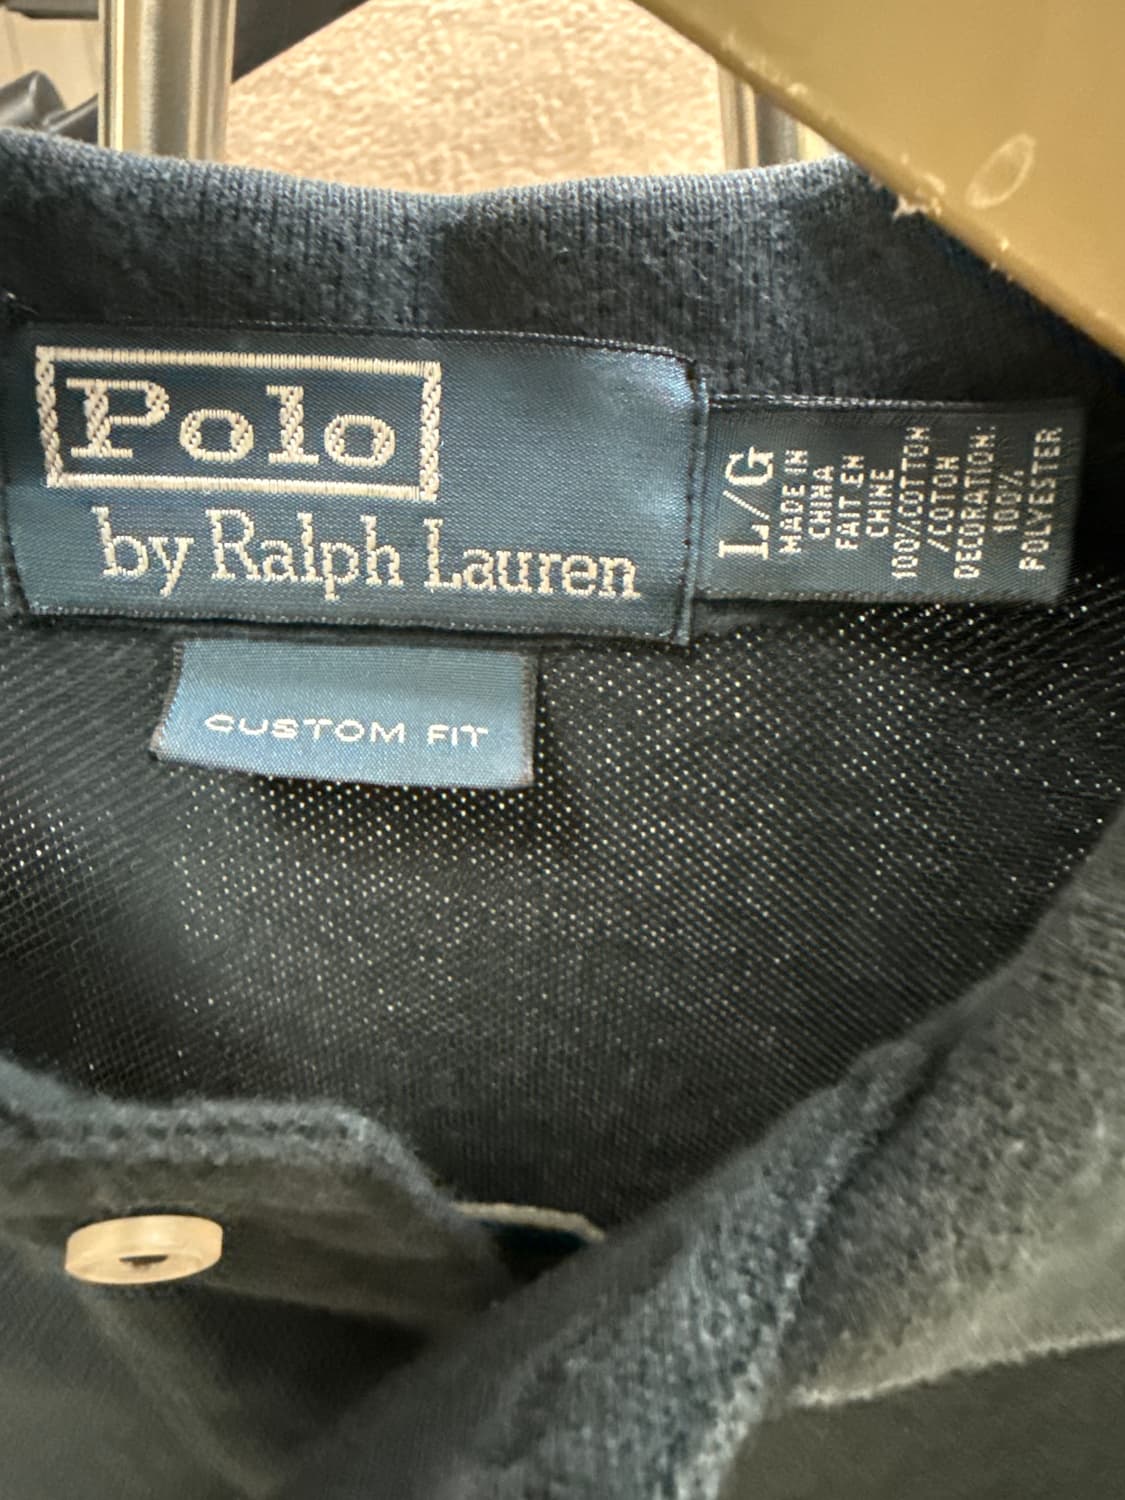 Polo
by Ralph Lauren
CUSTOM FIT
L/G
MADE IN
CHINA
FAIT EN
CHINE
100%COTTON
/COTON
DECORATION:
100%
POLYESTER